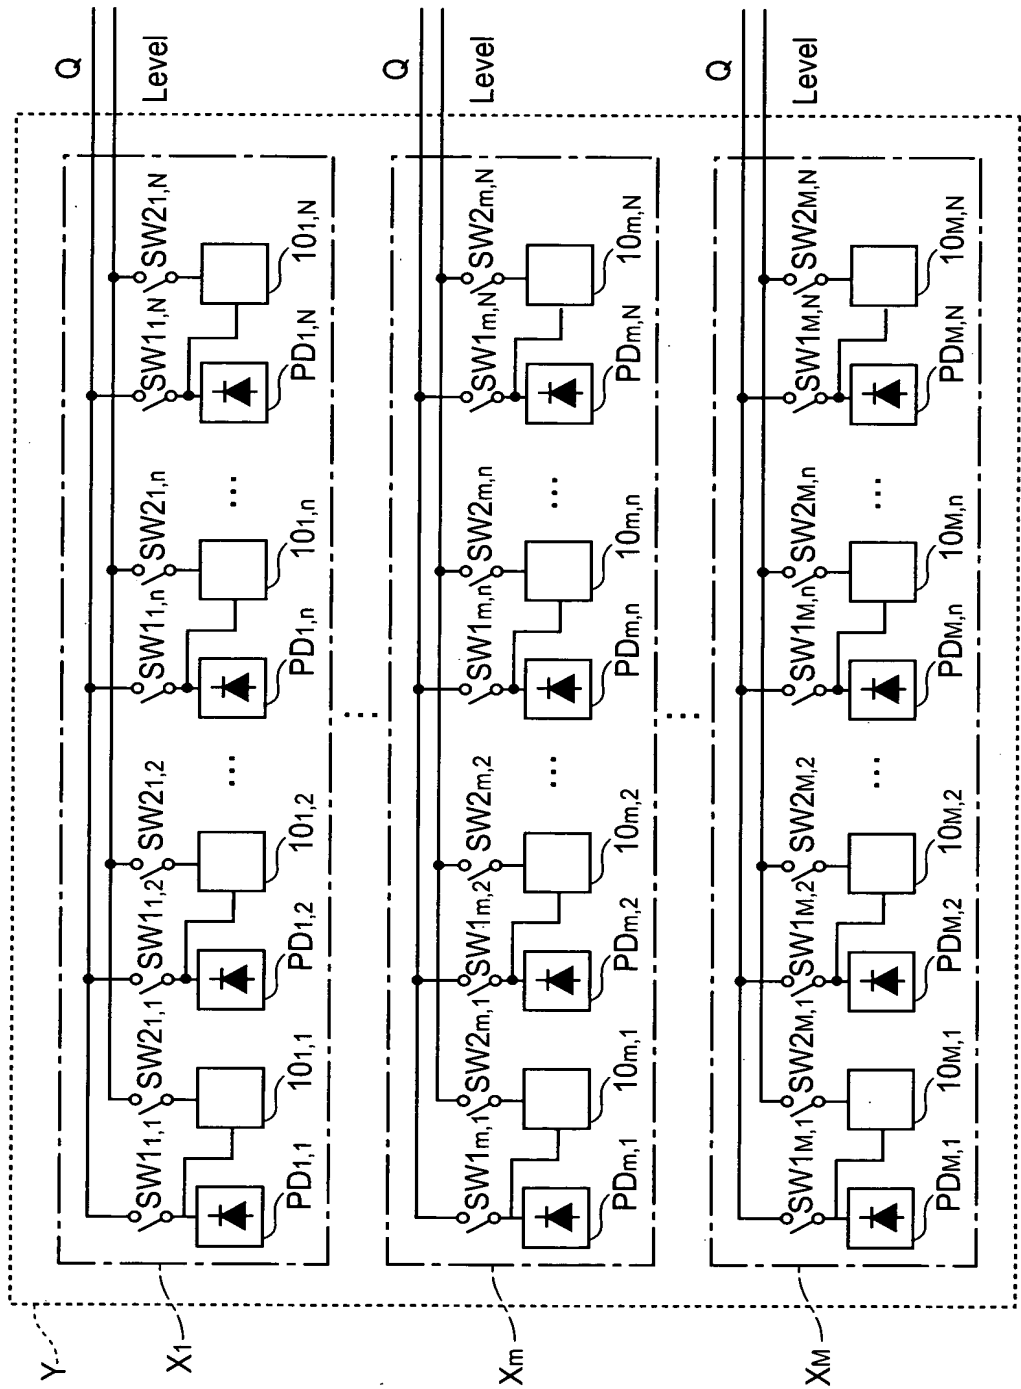 Q
Level
SW11,1
SW21,1
SW11,2
SW21,2
SW11,n
SW21,n
SW11,N
SW21,N
PD1,1
101,1
PD1,2
101,2
...
PD1,n
101,n
...
PD1,N
101,N
X1
...
Q
Level
SW1m,1
SW2m,1
SW1m,2
SW2m,2
SW1m,n
SW2m,n
SW1m,N
SW2m,N
PDm,1
10m,1
PDm,2
10m,2
...
PDm,n
10m,n
...
PDm,N
10m,N
Xm
...
Q
Level
SW1M,1
SW2M,1
SW1M,2
SW2M,2
SW1M,n
SW2M,n
SW1M,N
SW2M,N
PDM,1
10M,1
PDM,2
10M,2
...
PDM,n
10M,n
...
PDM,N
10M,N
XM
Y